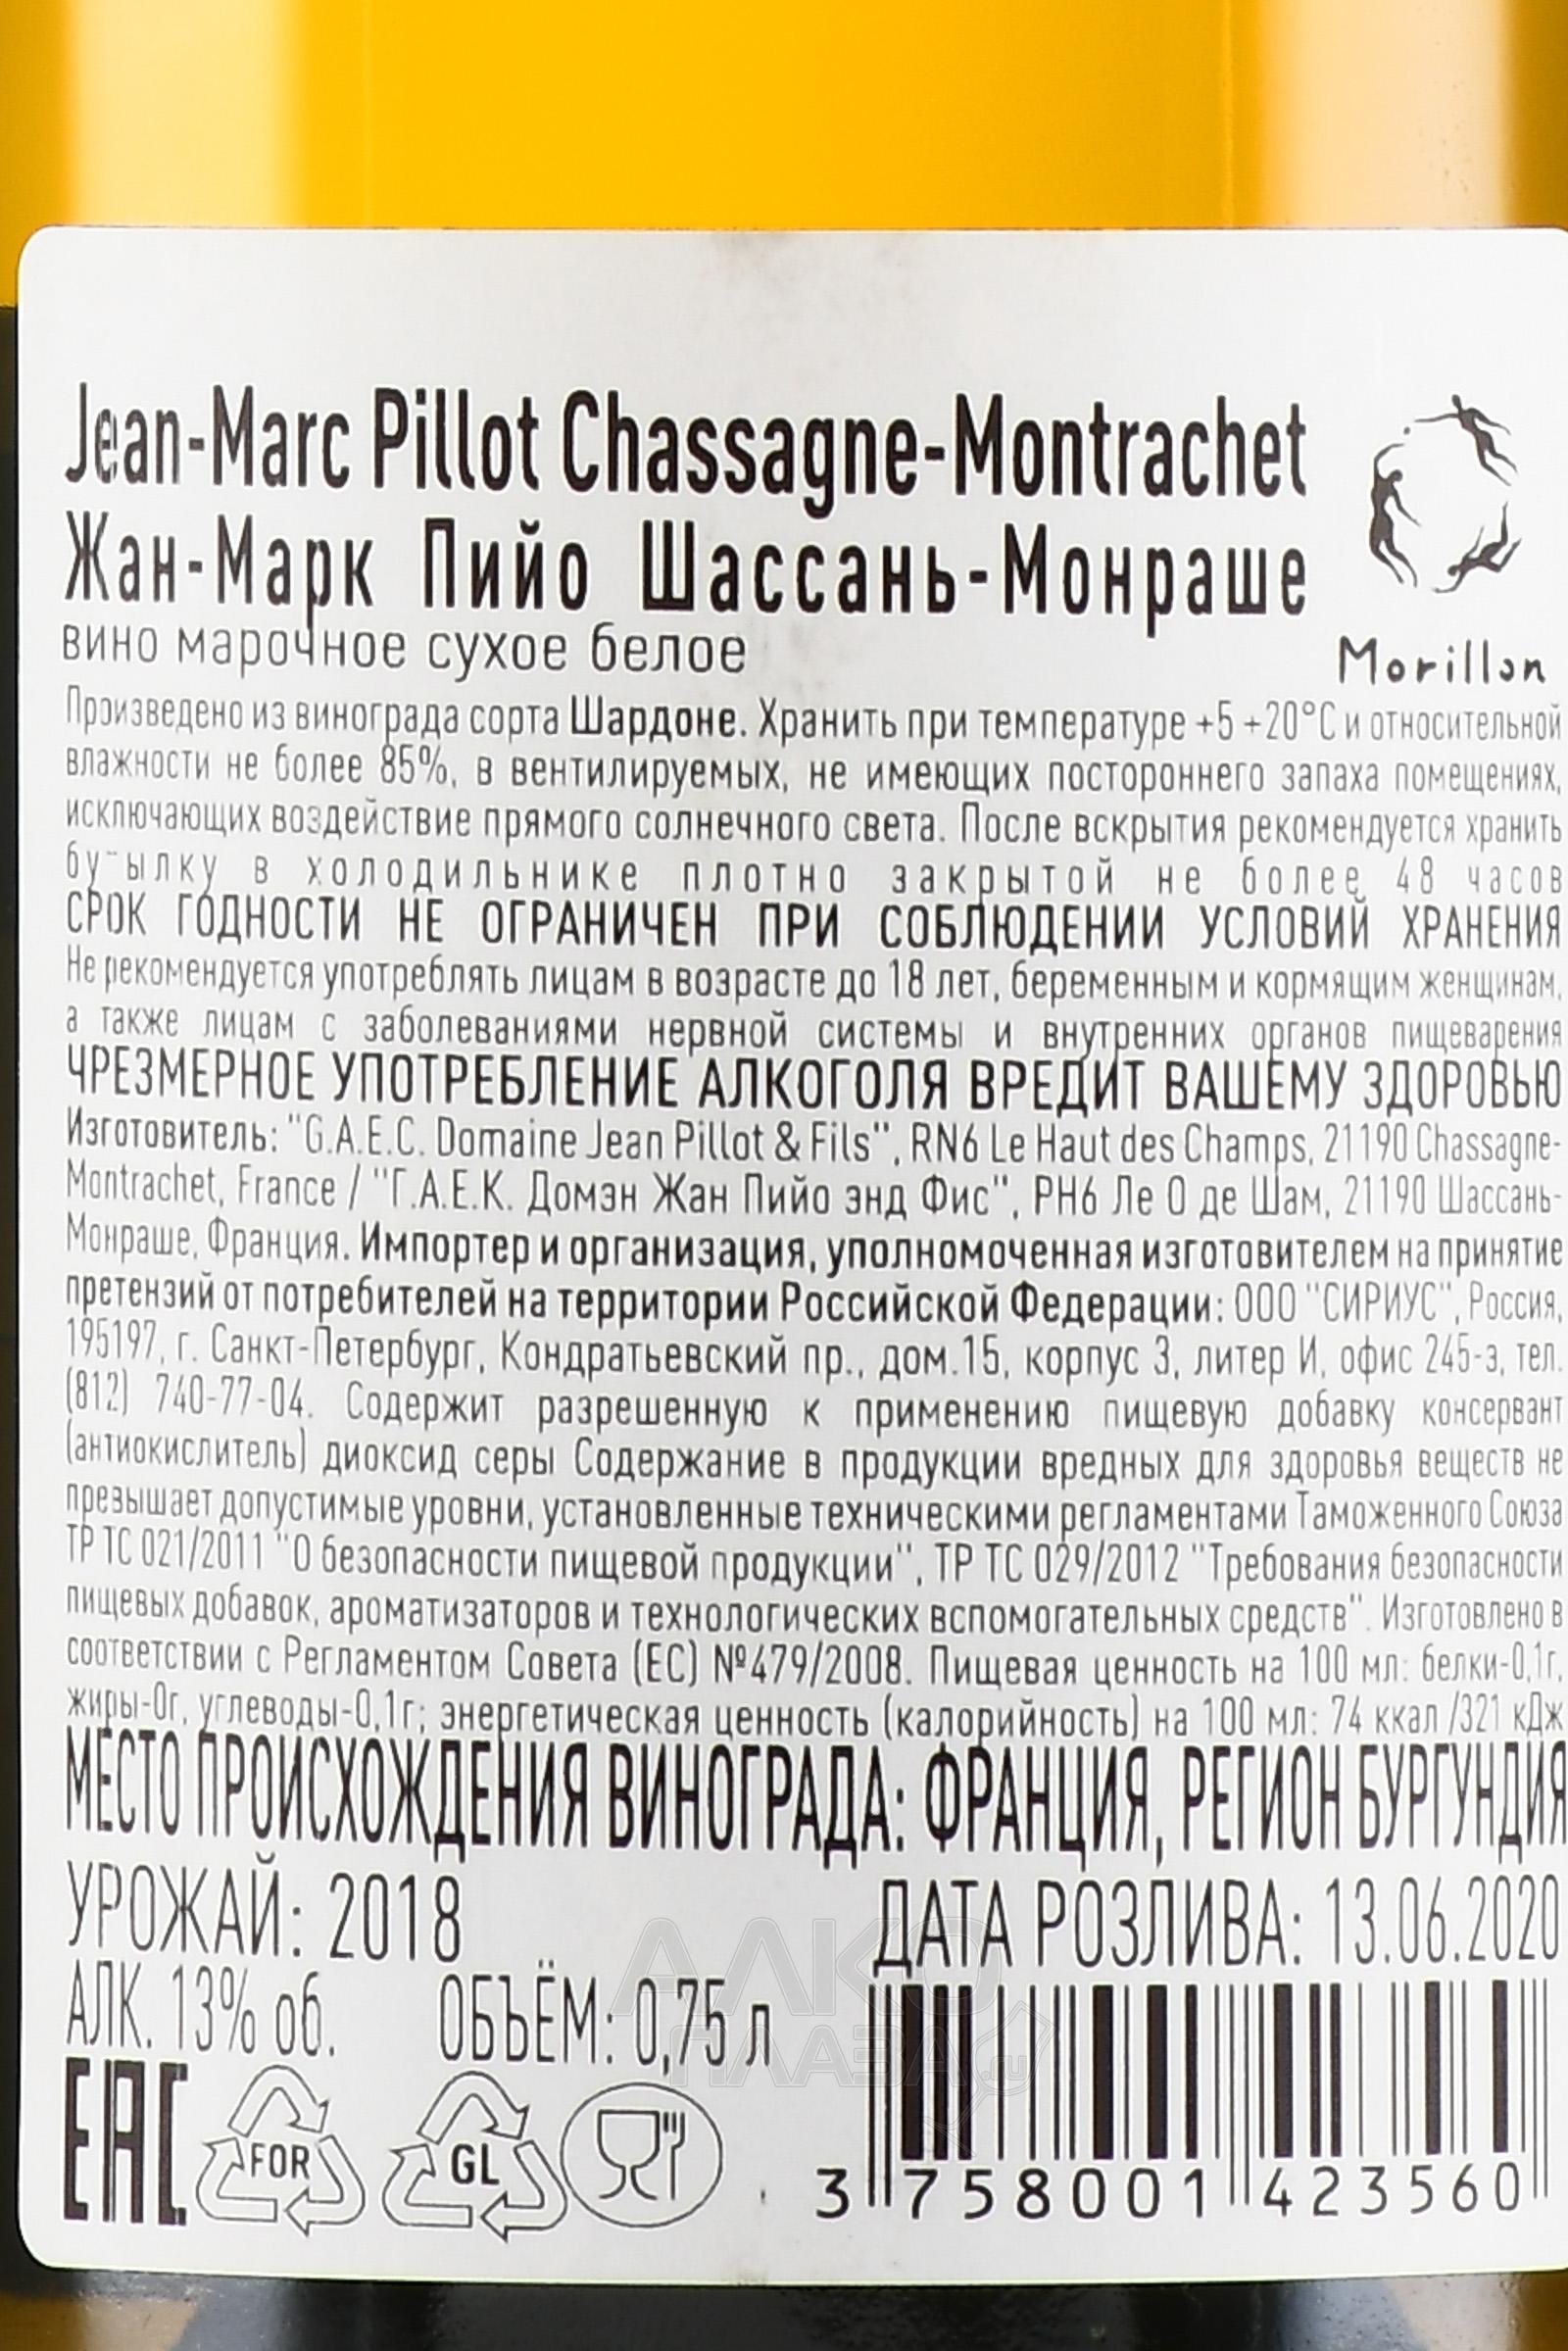 Jean-Marc Pillot Chassagne-Montrachet
Жан-Марк Пийо Шассань-Монраше
Morillon
вино марочное сухое белое
Произведено из винограда сорта Шардоне. Хранить при температуре +5 +20°С и относительной
влажности не более 85%, в вентилируемых, не имеющих постороннего запаха помещениях,
исключающих воздействие прямого солнечного света. После вскрытия рекомендуется хранить
бутылку в холодильнике плотно закрытой не более 48 часов
СРОК ГОДНОСТИ НЕ ОГРАНИЧЕН ПРИ СОБЛЮДЕНИИ УСЛОВИЙ ХРАНЕНИЯ
Не рекомендуется употреблять лицам в возрасте до 18 лет, беременным и кормящим женщинам,
а также лицам с заболеваниями нервной системы и внутренних органов пищеварения
ЧРЕЗМЕРНОЕ УПОТРЕБЛЕНИЕ АЛКОГОЛЯ ВРЕДИТ ВАШЕМУ ЗДОРОВЬЮ
Изготовитель: "G.A.E.C. Domaine Jean Pillot & Fils", RN6 Le Haut des Champs, 21190 Chassagne-
Montrachet, France / "Г.А.Е.К. Домэн Жан Пийо энд Фис", РН6 Ле О де Шам, 21190 Шассань-
Монраше, Франция. Импортер и организация, уполномоченная изготовителем на принятие
претензий от потребителей на территории Российской Федерации: ООО "СИРИУС", Россия,
195197, г. Санкт-Петербург, Кондратьевский пр., дом.15, корпус 3, литер И, офис 245-э, тел.
(812) 740-77-04. Содержит разрешенную к применению пищевую добавку консервант
(антиокислитель) диоксид серы Содержание в продукции вредных для здоровья веществ не
превышает допустимые уровни, установленные техническими регламентами Таможенного Союза
ТР ТС 021/2011 "О безопасности пищевой продукции", ТР ТС 029/2012 "Требования безопасности
пищевых добавок, ароматизаторов и технологических вспомогательных средств". Изготовлено в
соответствии с Регламентом Совета (ЕС) №479/2008. Пищевая ценность на 100 мл: белки-0,1г,
жиры-0г, углеводы-0,1г; энергетическая ценность (калорийность) на 100 мл: 74 ккал /321 кДж
МЕСТО ПРОИСХОЖДЕНИЯ ВИНОГРАДА: ФРАНЦИЯ, РЕГИОН БУРГУНДИЯ
УРОЖАЙ: 2018 ДАТА РОЗЛИВА: 13.06.2020
АЛК. 13% об. ОБЪЁМ: 0,75 л
АЛКО
ПЛАЗА.ru
EAC FOR GL
3 758001 423560